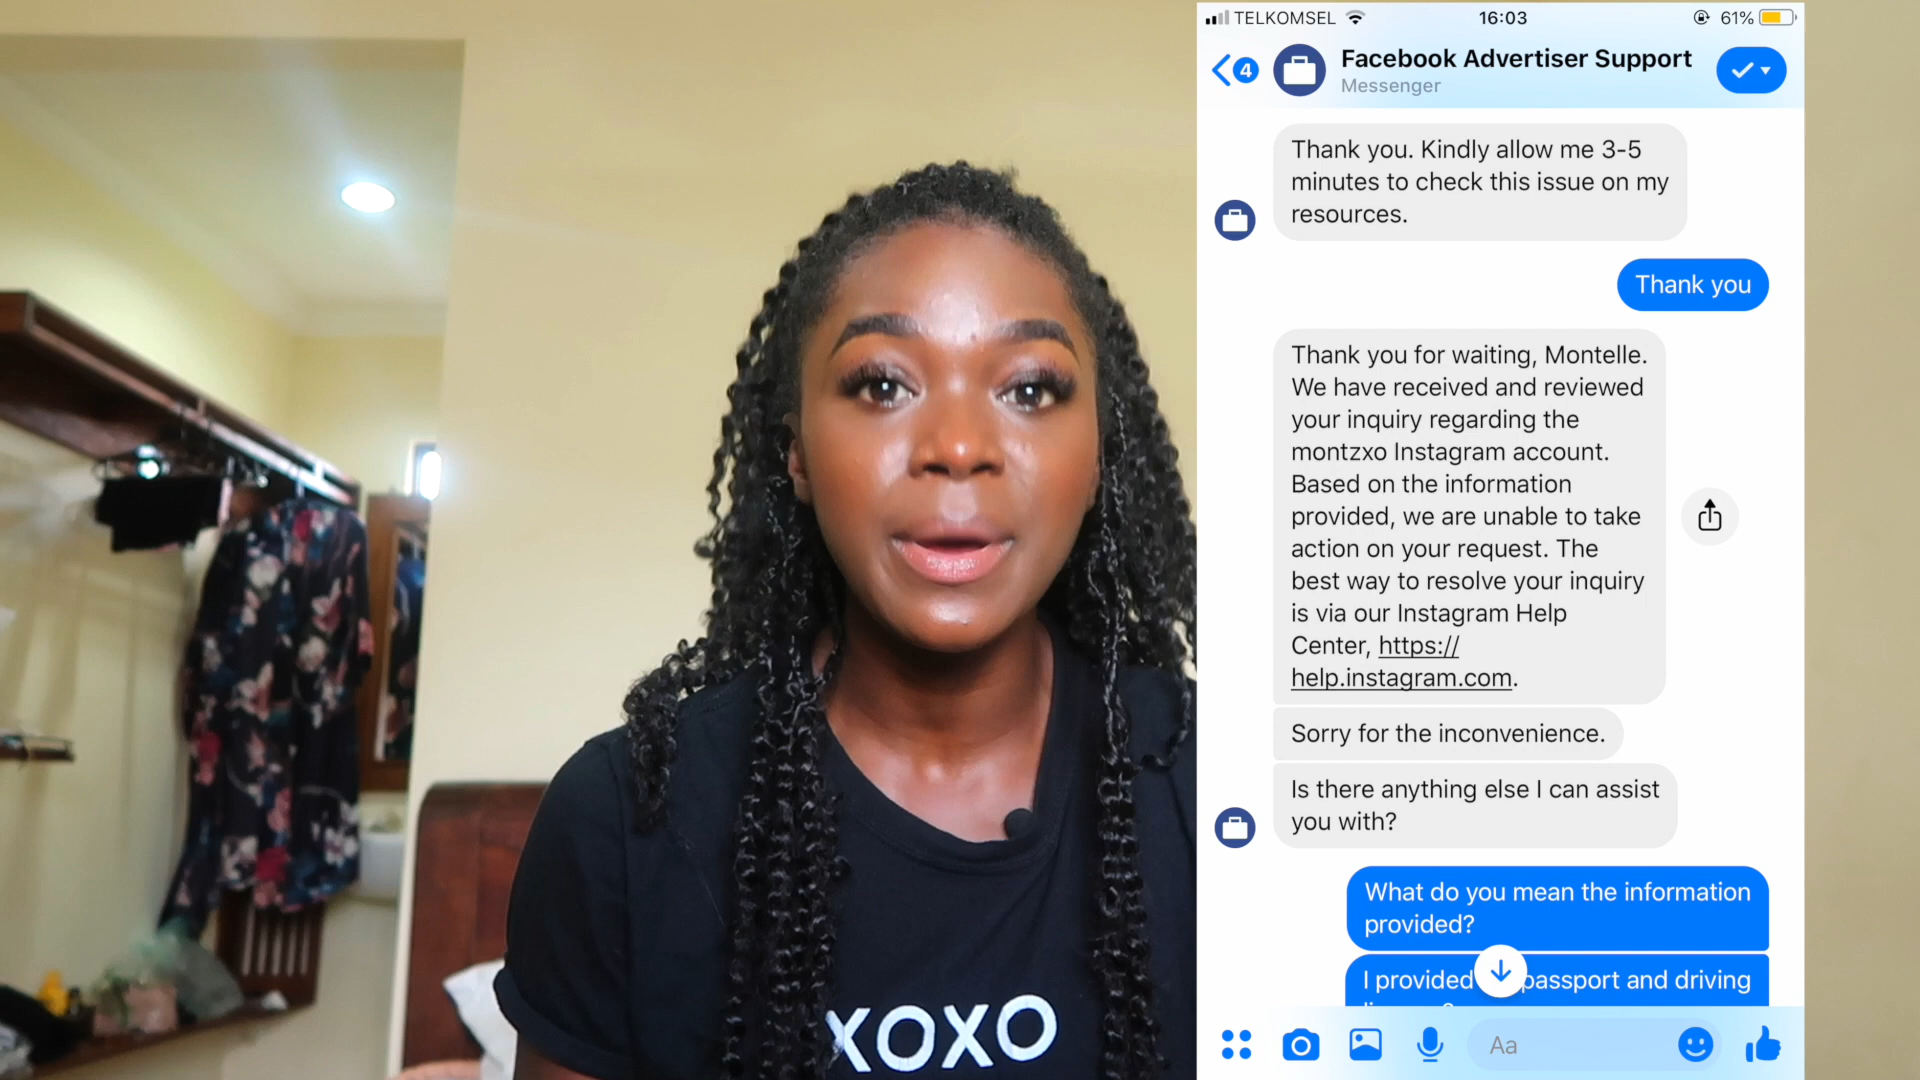 XOXO
TELKOMSEL 16:03 61%
4 Facebook Advertiser Support
Messenger
Thank you. Kindly allow me 3-5
minutes to check this issue on my
resources.
Thank you
Thank you for waiting, Montelle.
We have received and reviewed
your inquiry regarding the
montzxo Instagram account.
Based on the information
provided, we are unable to take
action on your request. The
best way to resolve your inquiry
is via our Instagram Help
Center, https://
help.instagram.com.
Sorry for the inconvenience.
Is there anything else I can assist
you with?
What do you mean the information
provided?
I provided passport and driving
Aa